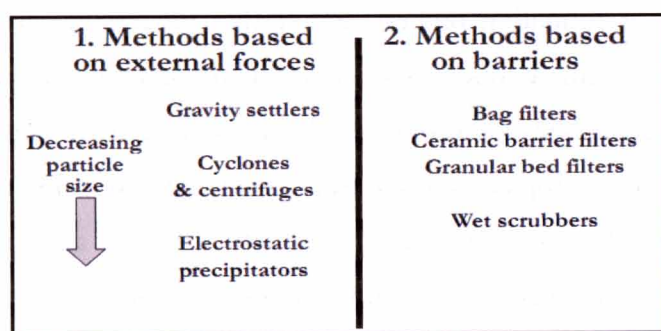 1. Methods based
on external forces
Gravity settlers
Decreasing
particle
size
Cyclones
& centrifuges
Electrostatic
precipitators
2. Methods based
on barriers
Bag filters
Ceramic barrier filters
Granular bed filters
Wet scrubbers